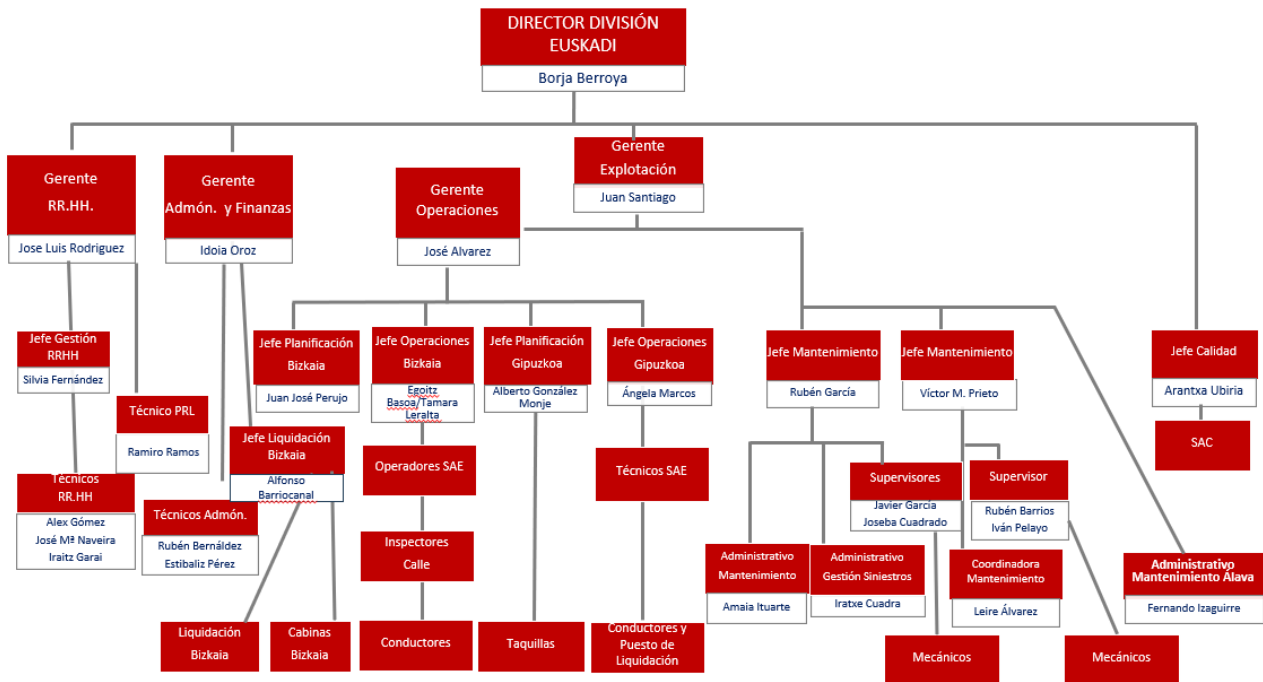 DIRECTOR DIVISIÓN
EUSKADI
Borja Berroya
Gerente
RR.HH.
Jose Luis Rodriguez
Gerente
Admón. y Finanzas
Idoia Oroz
Gerente
Operaciones
José Alvarez
Gerente
Explotación
Juan Santiago
Jefe Gestión
RRHH
Silvia Fernández
Técnico PRL
Ramiro Ramos
Técnicos
RR.HH
Alex Gómez
José Mª Naveira
Iraitz Garai
Técnicos Admón.
Rubén Bernáldez
Estibaliz Pérez
Jefe Liquidación
Bizkaia
Alfonso
Barriocanal
Liquidación
Bizkaia
Cabinas
Bizkaia
Jefe Planificación
Bizkaia
Juan José Perujo
Jefe Operaciones
Bizkaia
Egoitz
Basoa/Tamara
Leralta
Operadores SAE
Inspectores
Calle
Conductores
Jefe Planificación
Gipuzkoa
Alberto González
Monje
Taquillas
Jefe Operaciones
Gipuzkoa
Ángela Marcos
Técnicos SAE
Conductores y
Puesto de
Liquidación
Jefe Mantenimiento
Rubén García
Jefe Mantenimiento
Víctor M. Prieto
Supervisores
Javier García
Joseba Cuadrado
Supervisor
Rubén Barrios
Iván Pelayo
Administrativo
Mantenimiento
Amaia Ituarte
Administrativo
Gestión Siniestros
Iratxe Cuadra
Coordinadora
Mantenimiento
Leire Álvarez
Mecánicos
Mecánicos
Administrativo
Mantenimiento Álava
Fernando Izaguirre
Jefe Calidad
Arantxa Ubiria
SAC